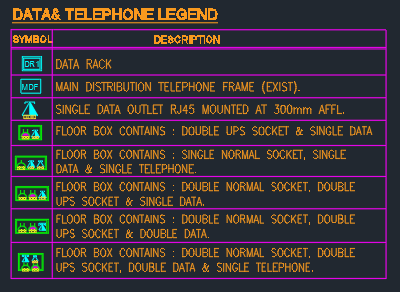 DATA& TELEPHONE LEGEND
SYMBOL DESCRIPTION
DR1 DATA RACK
MDF MAIN DISTRIBUTION TELEPHONE FRAME (EXIST).
SINGLE DATA OUTLET RJ45 MOUNTED AT 300mm AFFL.
FLOOR BOX CONTAINS : DOUBLE UPS SOCKET & SINGLE DATA
FLOOR BOX CONTAINS : SINGLE NORMAL SOCKET, SINGLE
DATA & SINGLE TELEPHONE.
FLOOR BOX CONTAINS : DOUBLE NORMAL SOCKET, DOUBLE
UPS SOCKET & SINGLE DATA.
FLOOR BOX CONTAINS : DOUBLE NORMAL SOCKET, DOUBLE
UPS SOCKET & DOUBLE DATA.
FLOOR BOX CONTAINS : DOUBLE NORMAL SOCKET, DOUBLE
UPS SOCKET, DOUBLE DATA & SINGLE TELEPHONE.